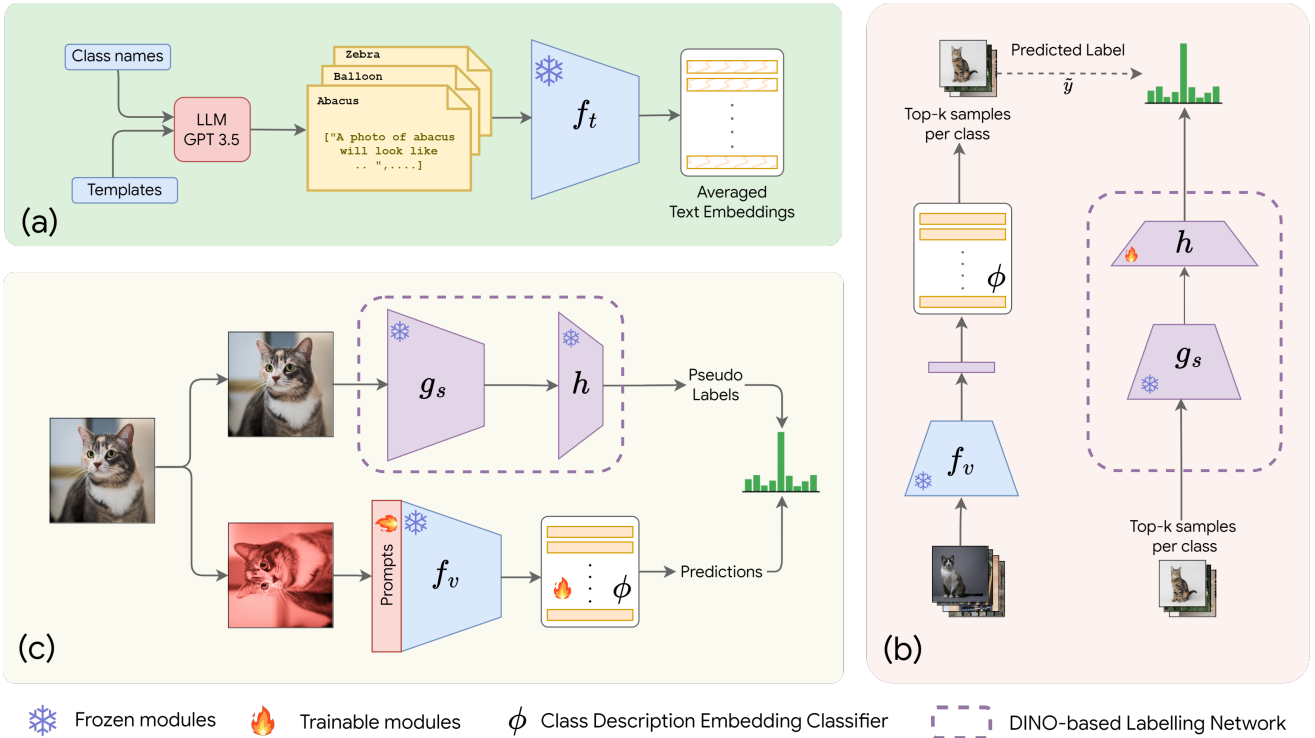 Class names
Templates
LLM
GPT 3.5
Zebra
Balloon
Abacus
["A photo of abacus
will look like
.. ",....]
f_t
Averaged
Text Embeddings
(a)
Predicted Label
ỹ
Top-k samples
per class
ϕ
f_v
h
g_s
Top-k samples
per class
(b)
g_s
h
Pseudo
Labels
Prompts
f_v
ϕ
Predictions
(c)
Frozen modules
Trainable modules
ϕ Class Description Embedding Classifier
DINO-based Labelling Network